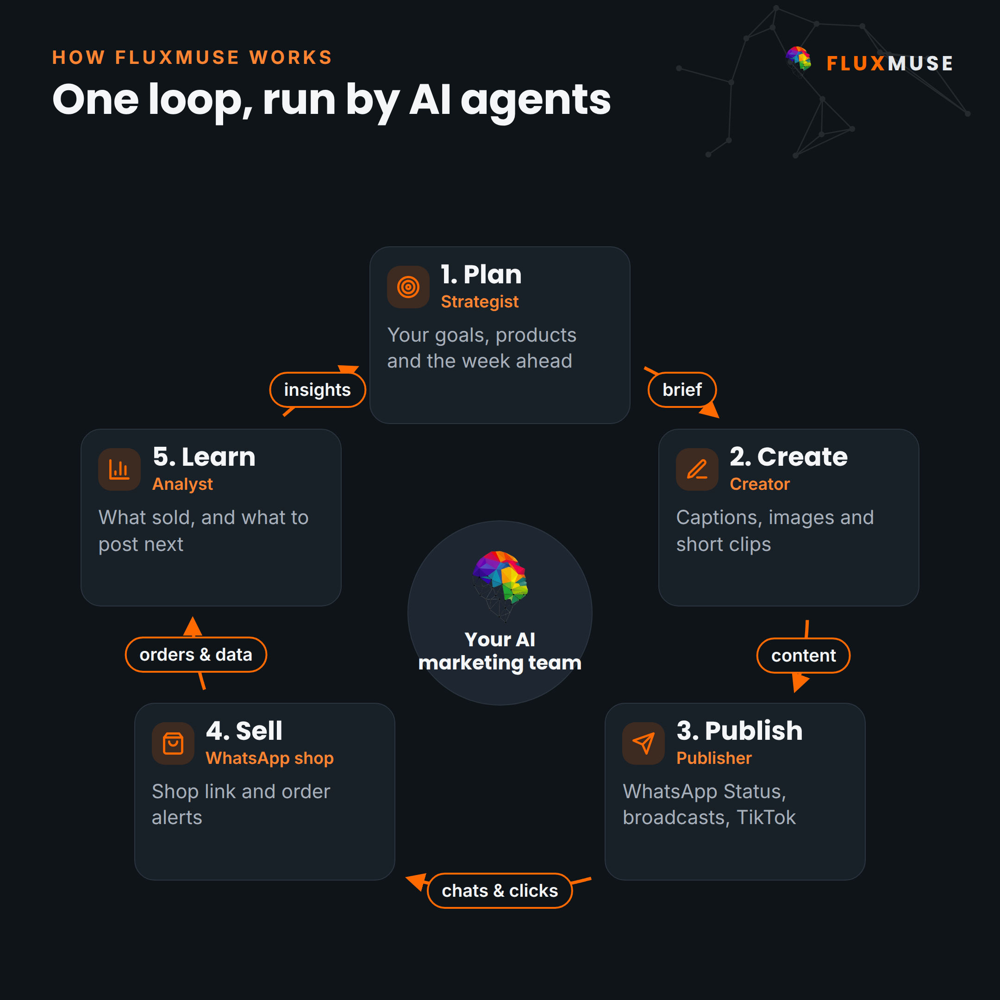 HOW FLUXMUSE WORKS
FLUXMUSE
One loop, run by AI agents
1. Plan
Strategist
Your goals, products
and the week ahead
insights
brief
5. Learn
Analyst
What sold, and what to
post next
2. Create
Creator
Captions, images and
short clips
Your AI
marketing team
orders & data
content
4. Sell
WhatsApp shop
Shop link and order
alerts
3. Publish
Publisher
WhatsApp Status,
broadcasts, TikTok
chats & clicks